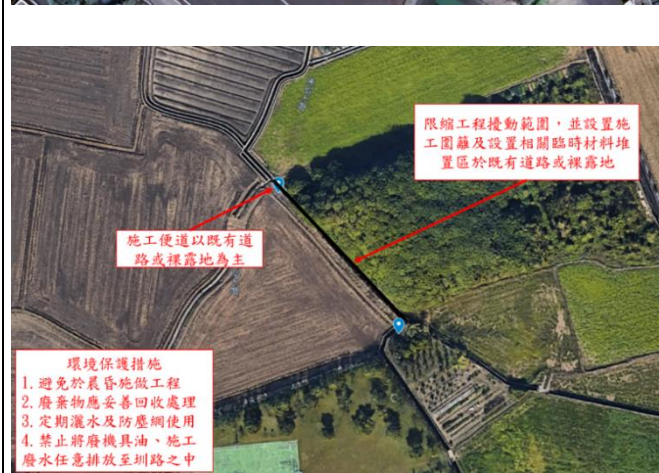 限縮工程擾動範圍，並設置施
工圍籬及設置相關臨時材料堆
置區於既有道路或裸露地
施工便道以既有道
路或裸露地為主
環境保護措施
1. 避免於晨昏施做工程
2. 廢棄物應妥善回收處理
3. 定期灑水及防塵網使用
4. 禁止將廢機具油、施工
廢水任意排放至圳路之中